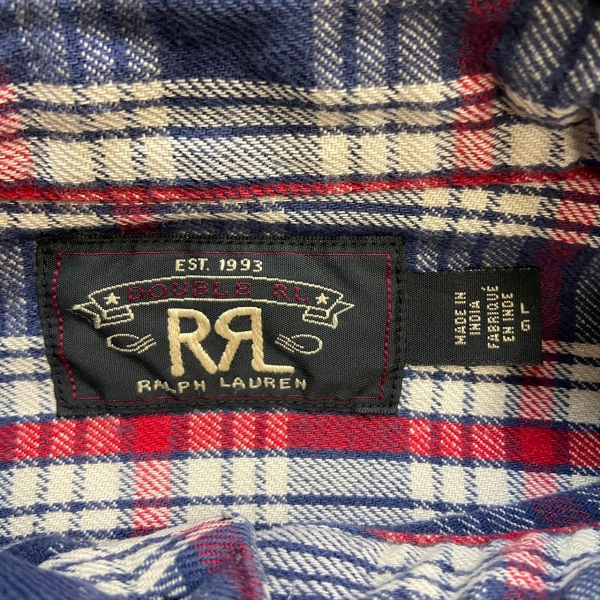 EST. 1993
DOUBLE RL
RRL
RALPH LAUREN
MADE IN
INDIA
FABRIQUÉ
EN INDE